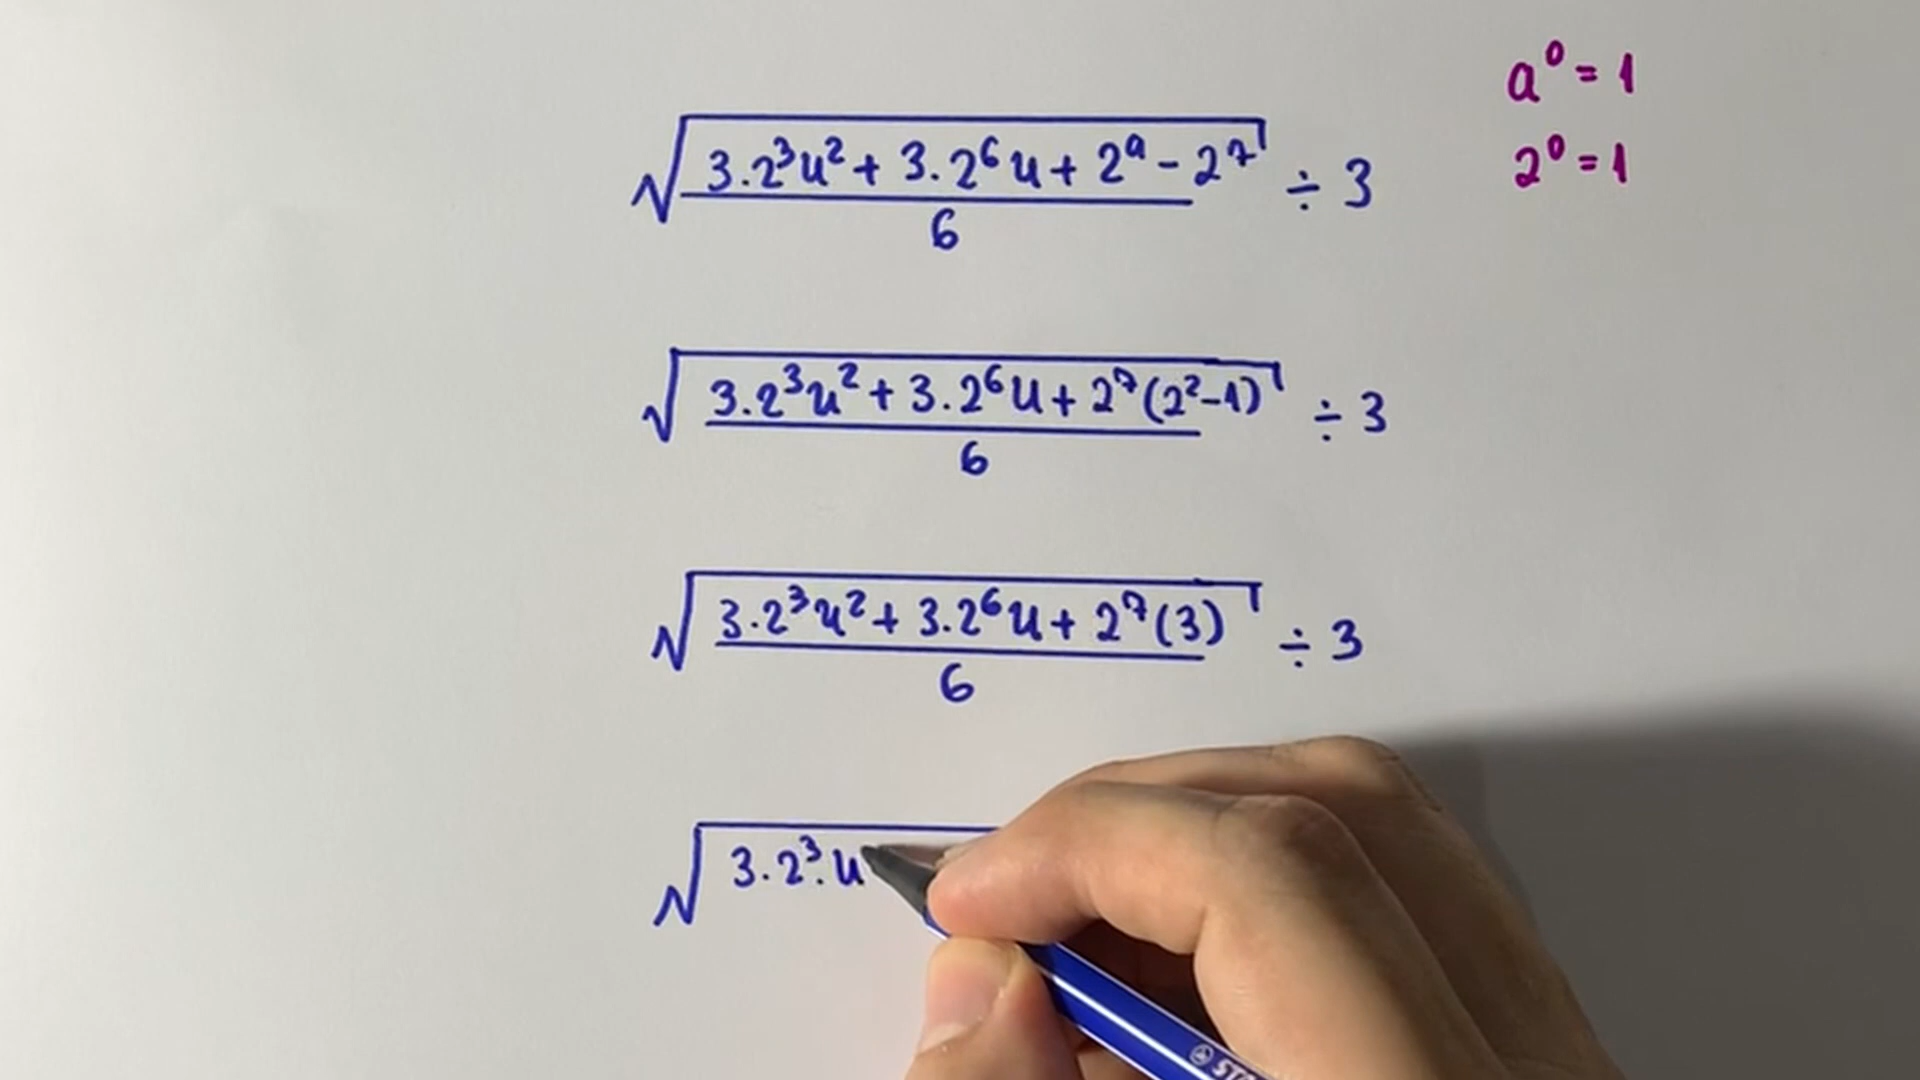 a⁰ = 1
√((3.2³u² + 3.2⁶u + 2⁹ - 2⁷)/6) ÷ 3
2⁰ = 1
√((3.2³u² + 3.2⁶u + 2⁷(2²-1))/6) ÷ 3
√((3.2³u² + 3.2⁶u + 2⁷(3))/6) ÷ 3
√(3.2³.u